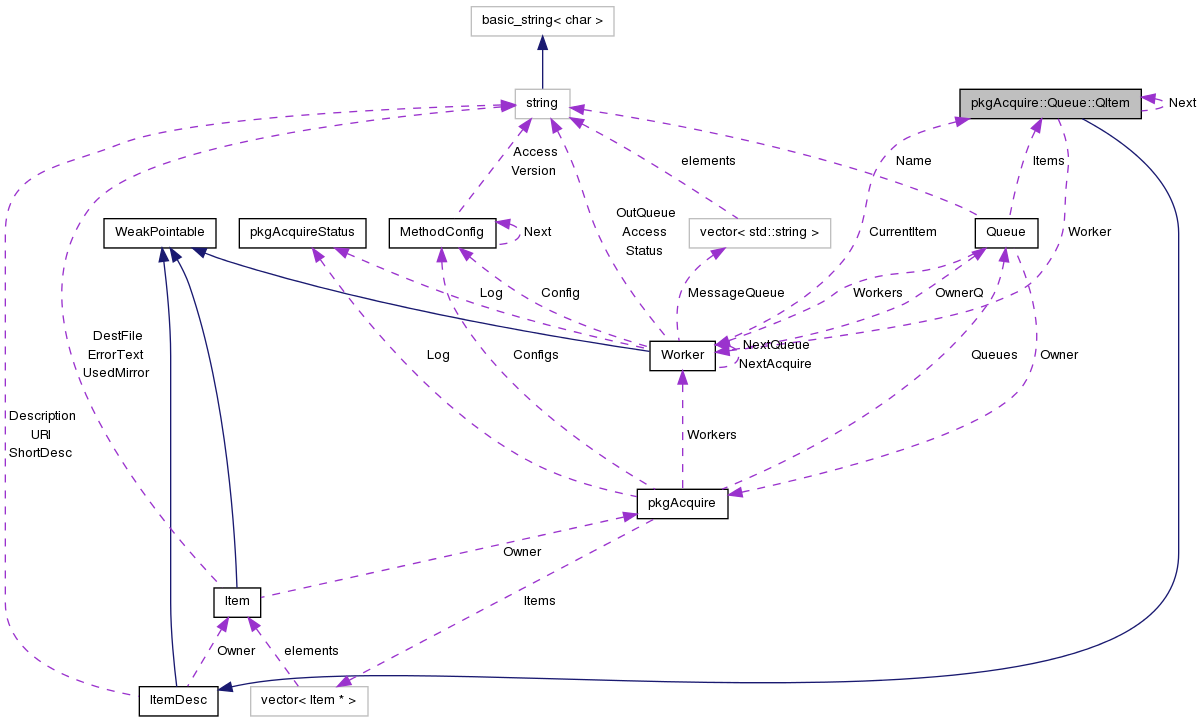 basic_string< char >
string
pkgAcquire::Queue::QItem
Next
Access
Version
elements
Name
Items
OutQueue
Access
Status
WeakPointable
pkgAcquireStatus
MethodConfig
Next
vector< std::string >
CurrentItem
Queue
Worker
Log
Config
MessageQueue
Workers
OwnerQ
DestFile
ErrorText
UsedMirror
Log
Configs
Worker
NextQueue
NextAcquire
Queues
Owner
Description
URI
ShortDesc
Workers
pkgAcquire
Owner
Item
Items
Owner
elements
ItemDesc
vector< Item * >